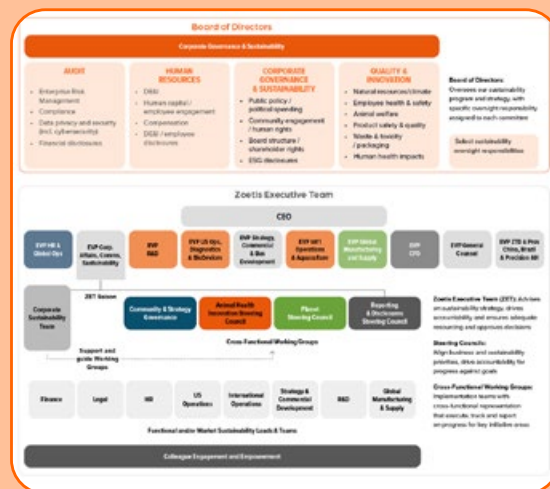 Board of Directors
Corporate Governance & Sustainability
AUDIT
• Enterprise Risk
Management
• Compliance
• Data privacy and security
(incl. cybersecurity)
• Financial disclosures
HUMAN
RESOURCES
• DE&I
• Human capital /
employee engagement
• Compensation
• DE&I / employee
disclosures
CORPORATE
GOVERNANCE
& SUSTAINABILITY
• Public policy /
political spending
• Community engagement
/ human rights
• Board structure /
shareholder rights
• ESG disclosures
QUALITY &
INNOVATION
• Natural resources/climate
• Employee health & safety
• Animal welfare
• Product safety & quality
• Waste & toxicity
/ packaging
• Human health impacts
Board of Directors:
Oversees our sustainability
program and strategy, with
specific oversight responsibility
assigned to each committee
Select sustainability
oversight responsibilities
Zoetis Executive Team
CEO
EVP HR &
Global Ops
EVP Corp.
Affairs, Comms,
Sustainability
EVP
R&D
EVP US Ops,
Diagnostics
& BioDevices
EVP Strategy,
Commercial
& Bus
Development
EVP Int'l
Operations
& Aquaculture
EVP Global
Manufacturing
and Supply
EVP
CFO
EVP General
Counsel
EVP ZTD & Pres
China, Brazil
& Precision AH
ZET liaison
Corporate
Sustainability
Team
Community & Strategy
Governance
Animal Health
Innovation Steering
Council
Planet
Steering Council
Reporting
& Disclosures
Steering Council
Support and
guide Working
Groups
Cross-Functional Working Groups
Finance
Legal
HR
US
Operations
International
Operations
Strategy &
Commercial
Development
R&D
Global
Manufacturing
& Supply
Functional and/or Market Sustainability Leads & Teams
Colleague Engagement and Empowerment
Zoetis Executive Team (ZET): Advises
on sustainability strategy, drives
accountability and ensures adequate
resourcing and approves decisions
Steering Councils:
Align business and sustainability
priorities, drive accountability for
progress against goals
Cross-Functional Working Groups:
Implementation teams with
cross-functional representation
that execute, track and report
on progress for key initiative areas